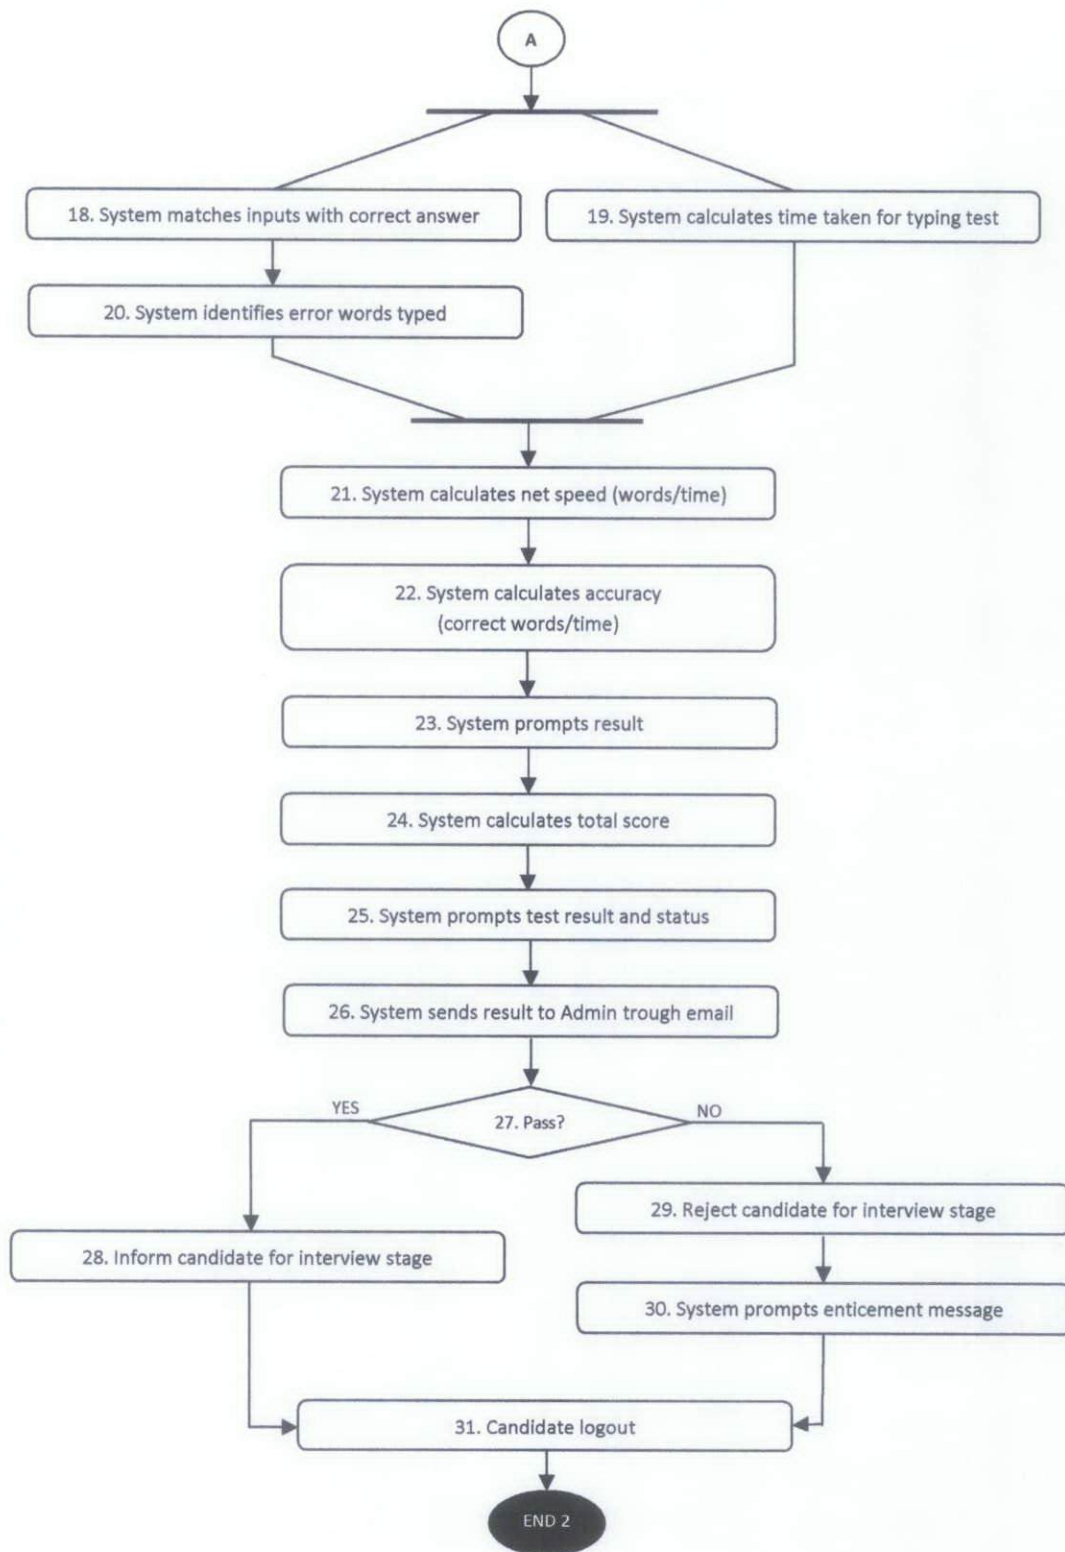 A
18. System matches inputs with correct answer
19. System calculates time taken for typing test
20. System identifies error words typed
21. System calculates net speed (words/time)
22. System calculates accuracy
(correct words/time)
23. System prompts result
24. System calculates total score
25. System prompts test result and status
26. System sends result to Admin trough email
27. Pass?
YES
NO
29. Reject candidate for interview stage
28. Inform candidate for interview stage
30. System prompts enticement message
31. Candidate logout
END 2